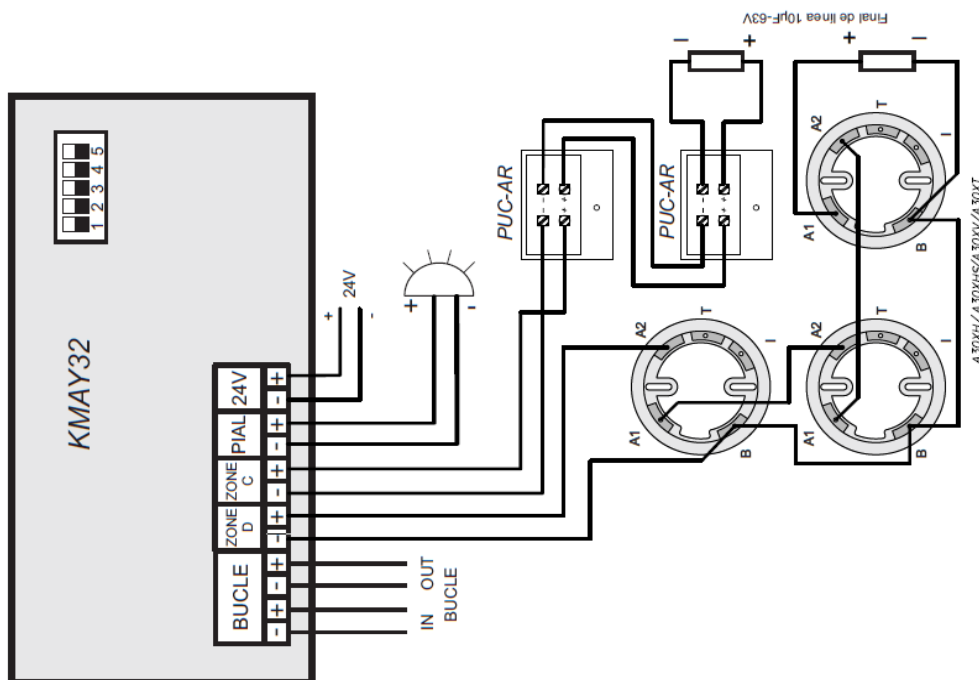 Final de línea 10µF-63V
− +
+ −
KMAY32
1 2 3 4 5
PUC-AR
- -
+ +
PUC-AR
- -
+ +
+
24V
-
+
-
24V
+
-
PIAL
+
-
ZONE C
+
-
ZONE D
+
-
BUCLE
+
-
+
-
IN OUT
BUCLE
A1
A2
T
I
B
A1
A2
T
I
B
A1
A2
T
I
B
A30XH/A30XHS/A30XV/A30XT